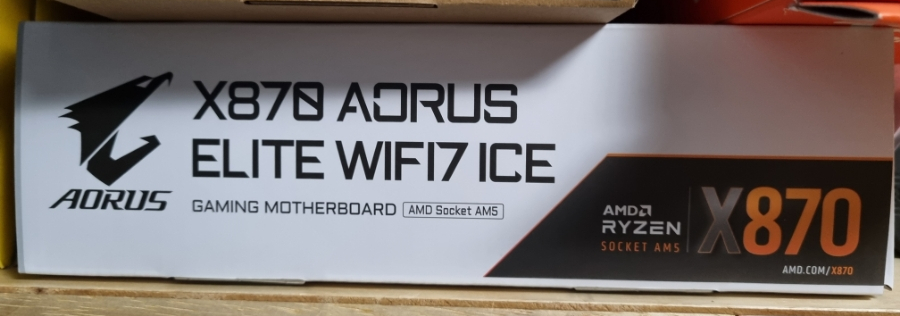 X870 AORUS
ELITE WIFI7 ICE
AORUS
GAMING MOTHERBOARD AMD Socket AM5
AMD
RYZEN
SOCKET AM5
X870
AMD.COM/X870